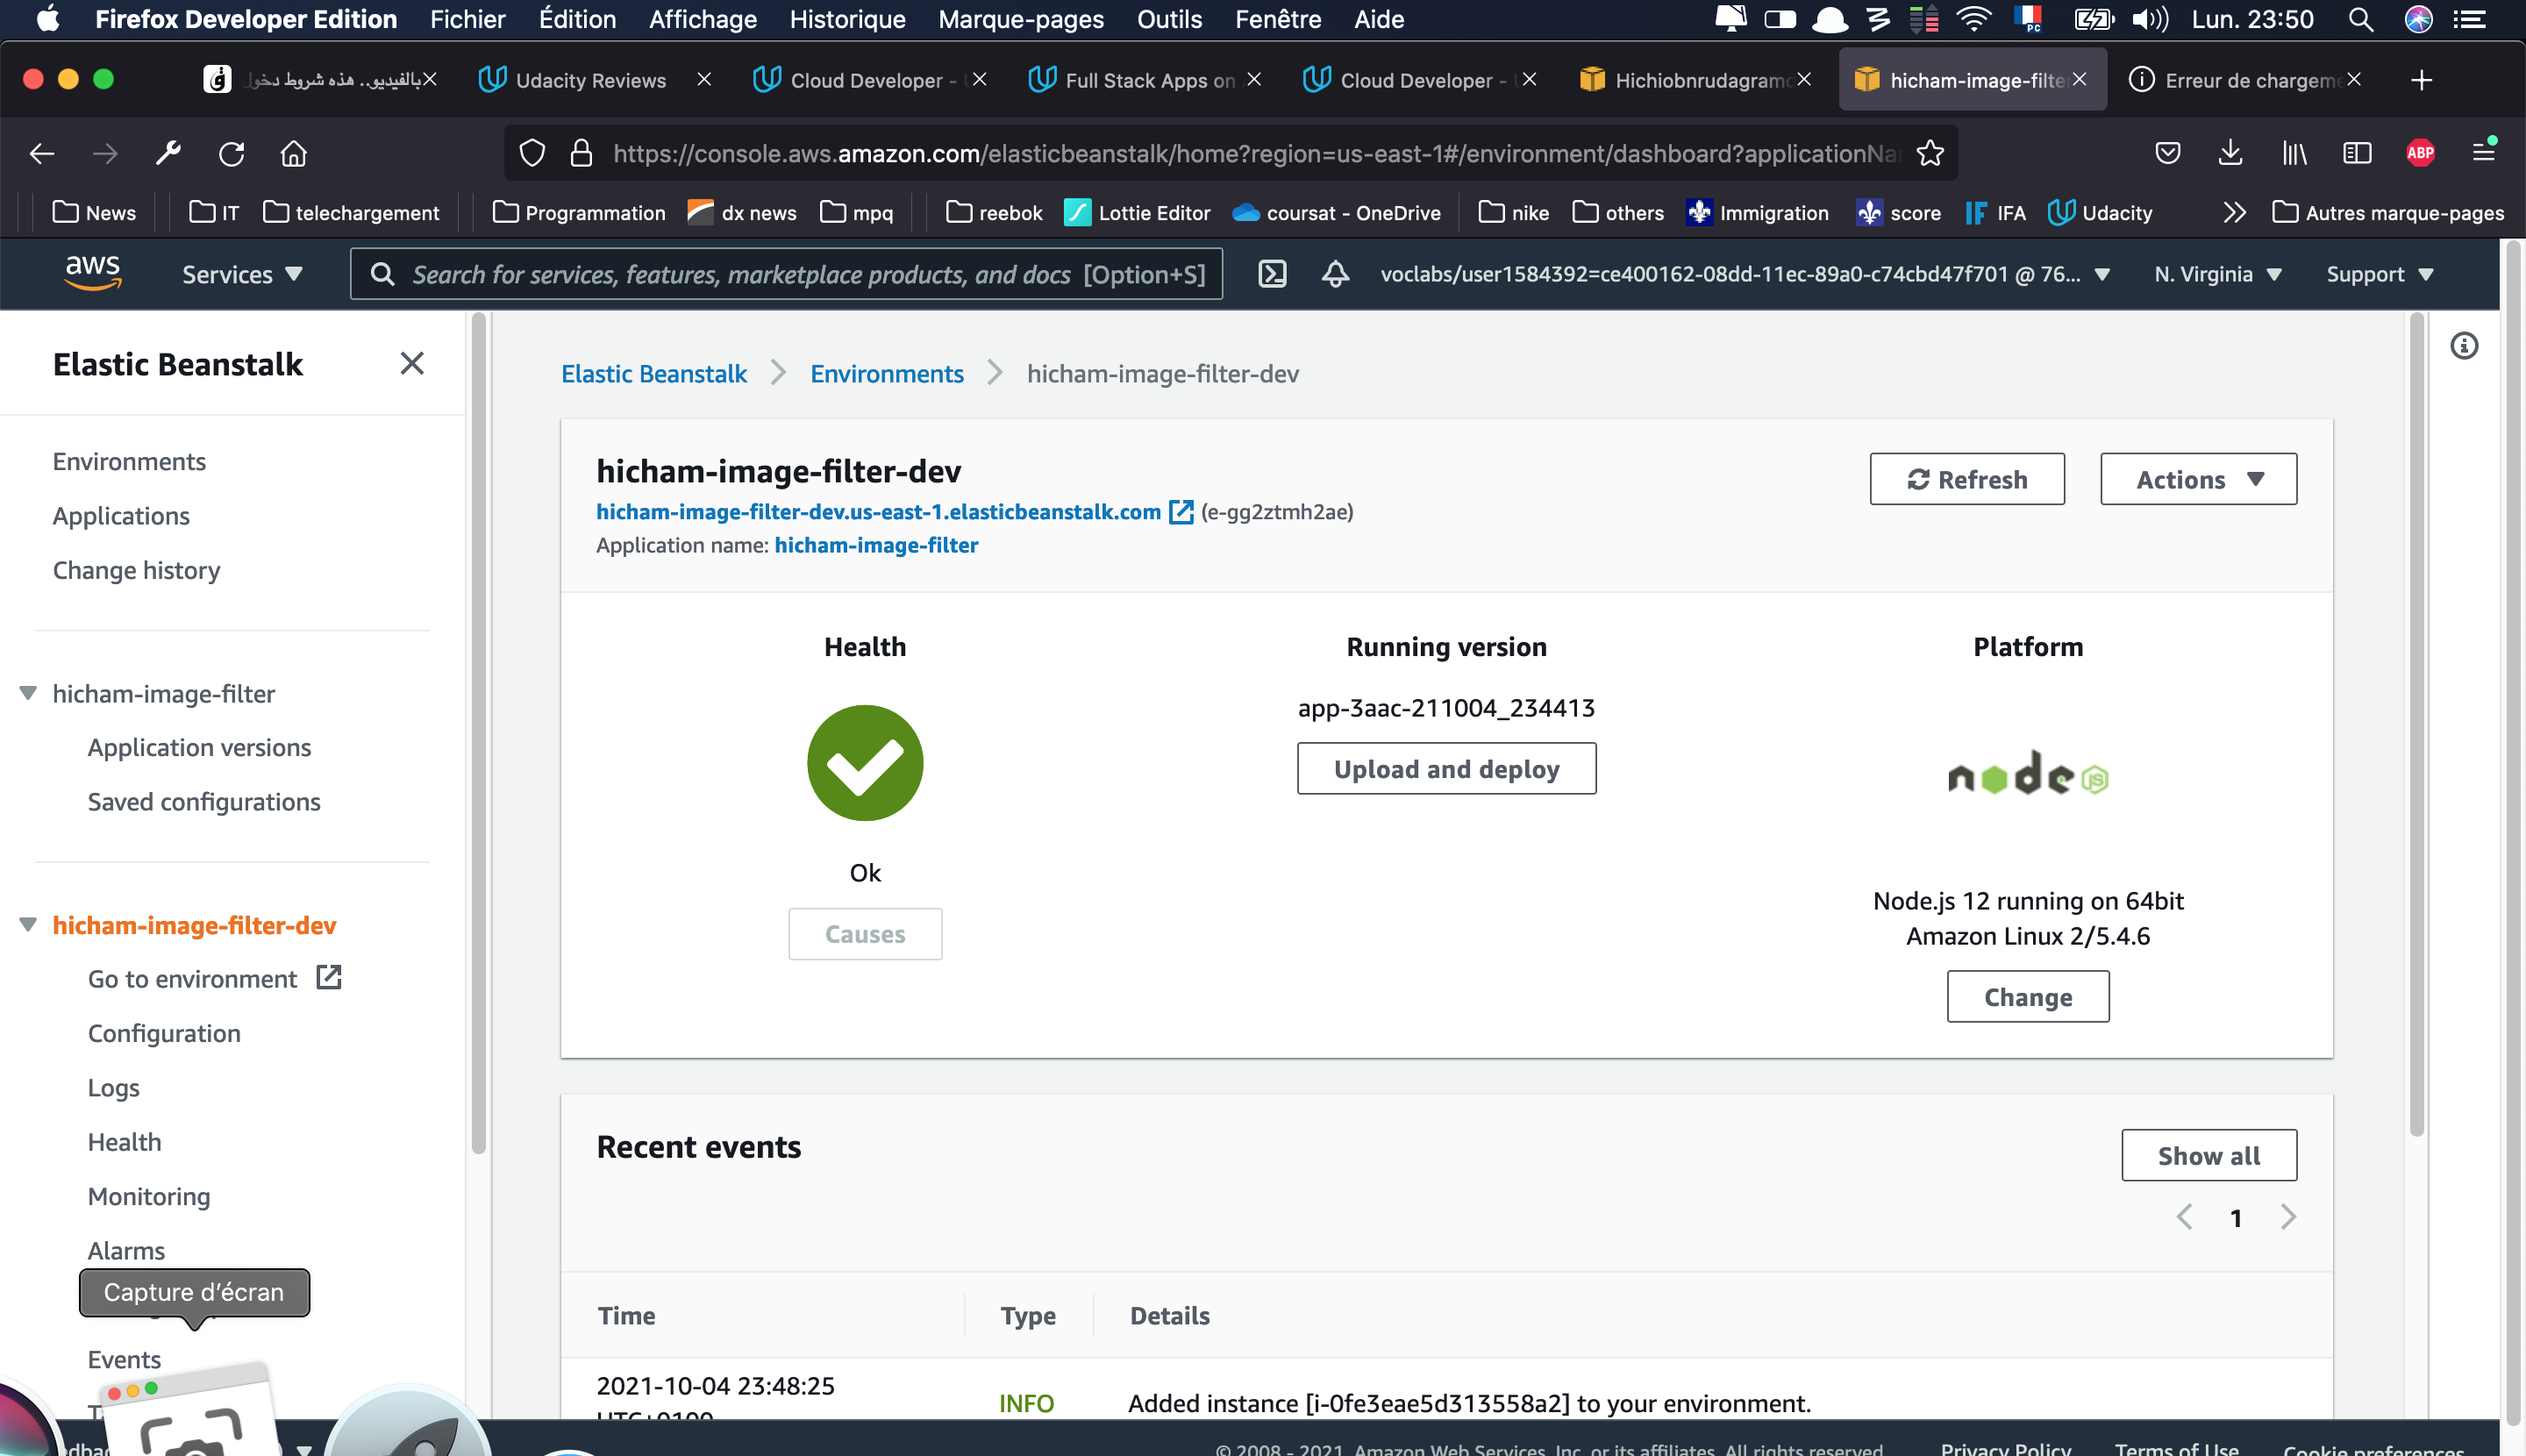 Firefox Developer Edition Fichier Édition Affichage Historique Marque-pages Outils Fenêtre Aide PC Lun. 23:50
بالفيديو.. هذه شروط دخول Udacity Reviews Cloud Developer - Full Stack Apps on Cloud Developer - Hichiobnrudagramc hicham-image-filte Erreur de chargeme
https://console.aws.amazon.com/elasticbeanstalk/home?region=us-east-1#/environment/dashboard?applicationNa ABP
News IT telechargement Programmation dx news mpq reebok Lottie Editor coursat - OneDrive nike others Immigration score IFA Udacity Autres marque-pages
aws Services Search for services, features, marketplace products, and docs [Option+S] voclabs/user1584392=ce400162-08dd-11ec-89a0-c74cbd47f701 @ 76... N. Virginia Support
Elastic Beanstalk
Environments
Applications
Change history
hicham-image-filter
Application versions
Saved configurations
hicham-image-filter-dev
Go to environment
Configuration
Logs
Health
Monitoring
Alarms
Capture d'écran
Events
Elastic Beanstalk Environments hicham-image-filter-dev
hicham-image-filter-dev
Refresh Actions
hicham-image-filter-dev.us-east-1.elasticbeanstalk.com (e-gg2ztmh2ae)
Application name: hicham-image-filter
Health
Ok
Causes
Running version
app-3aac-211004_234413
Upload and deploy
Platform
node JS
Node.js 12 running on 64bit
Amazon Linux 2/5.4.6
Change
Recent events
Show all
1
Time Type Details
2021-10-04 23:48:25
UTC+0100
INFO Added instance [i-0fe3eae5d313558a2] to your environment.
© 2008 - 2021, Amazon Web Services, Inc. or its affiliates. All rights reserved. Privacy Policy Terms of Use Cookie preferences